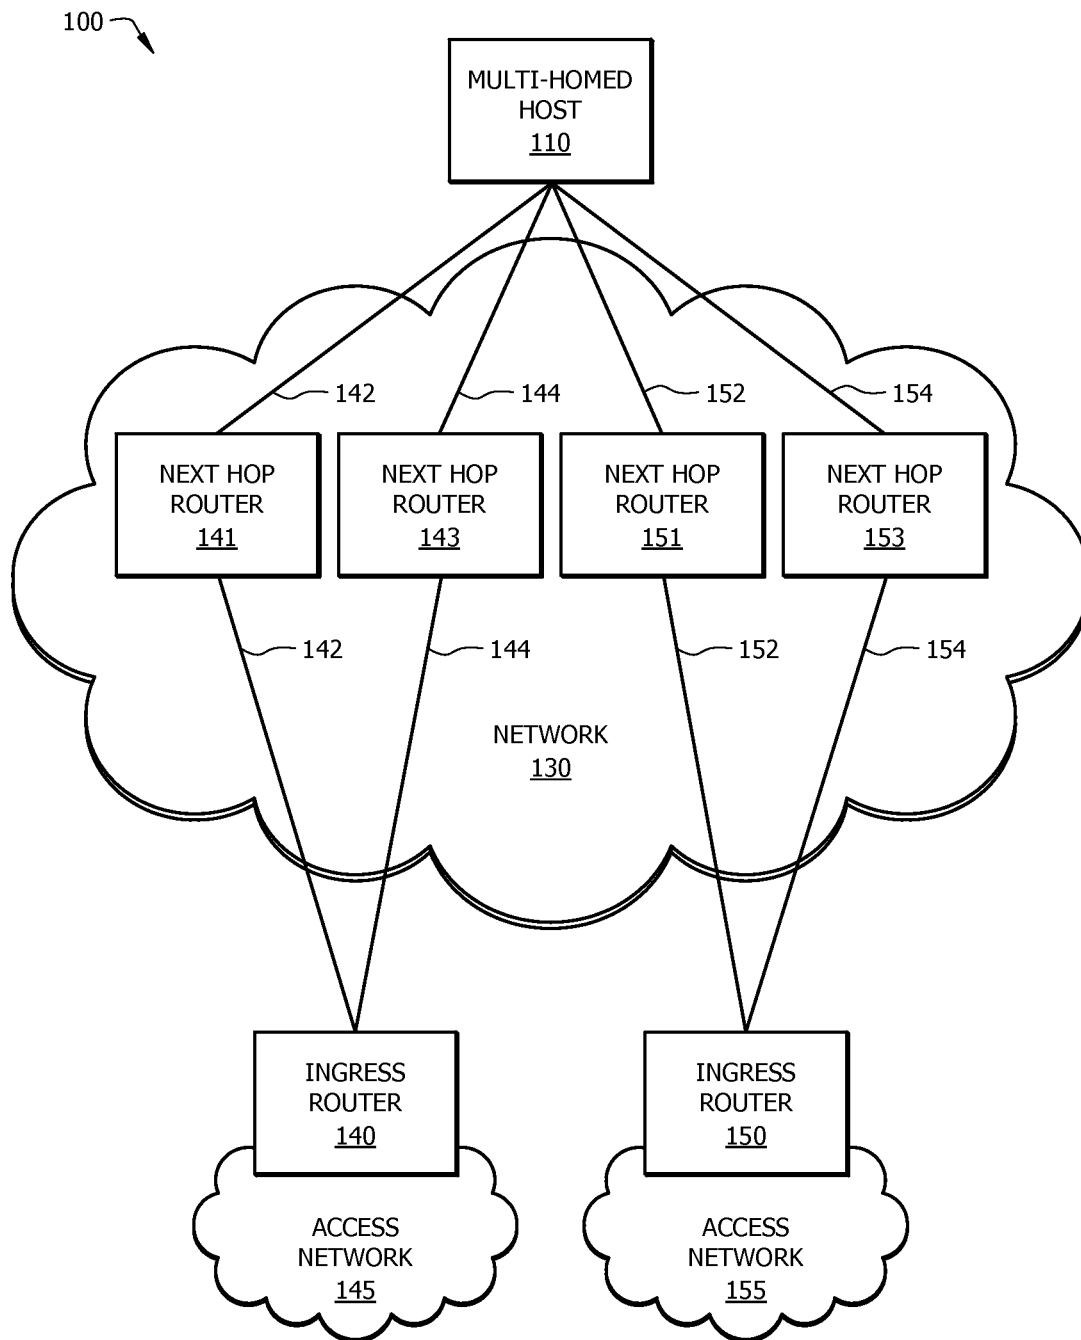 100
MULTI-HOMED
HOST
110
142
144
152
154
NEXT HOP
ROUTER
141
NEXT HOP
ROUTER
143
NEXT HOP
ROUTER
151
NEXT HOP
ROUTER
153
142
144
152
154
NETWORK
130
INGRESS
ROUTER
140
INGRESS
ROUTER
150
ACCESS
NETWORK
145
ACCESS
NETWORK
155